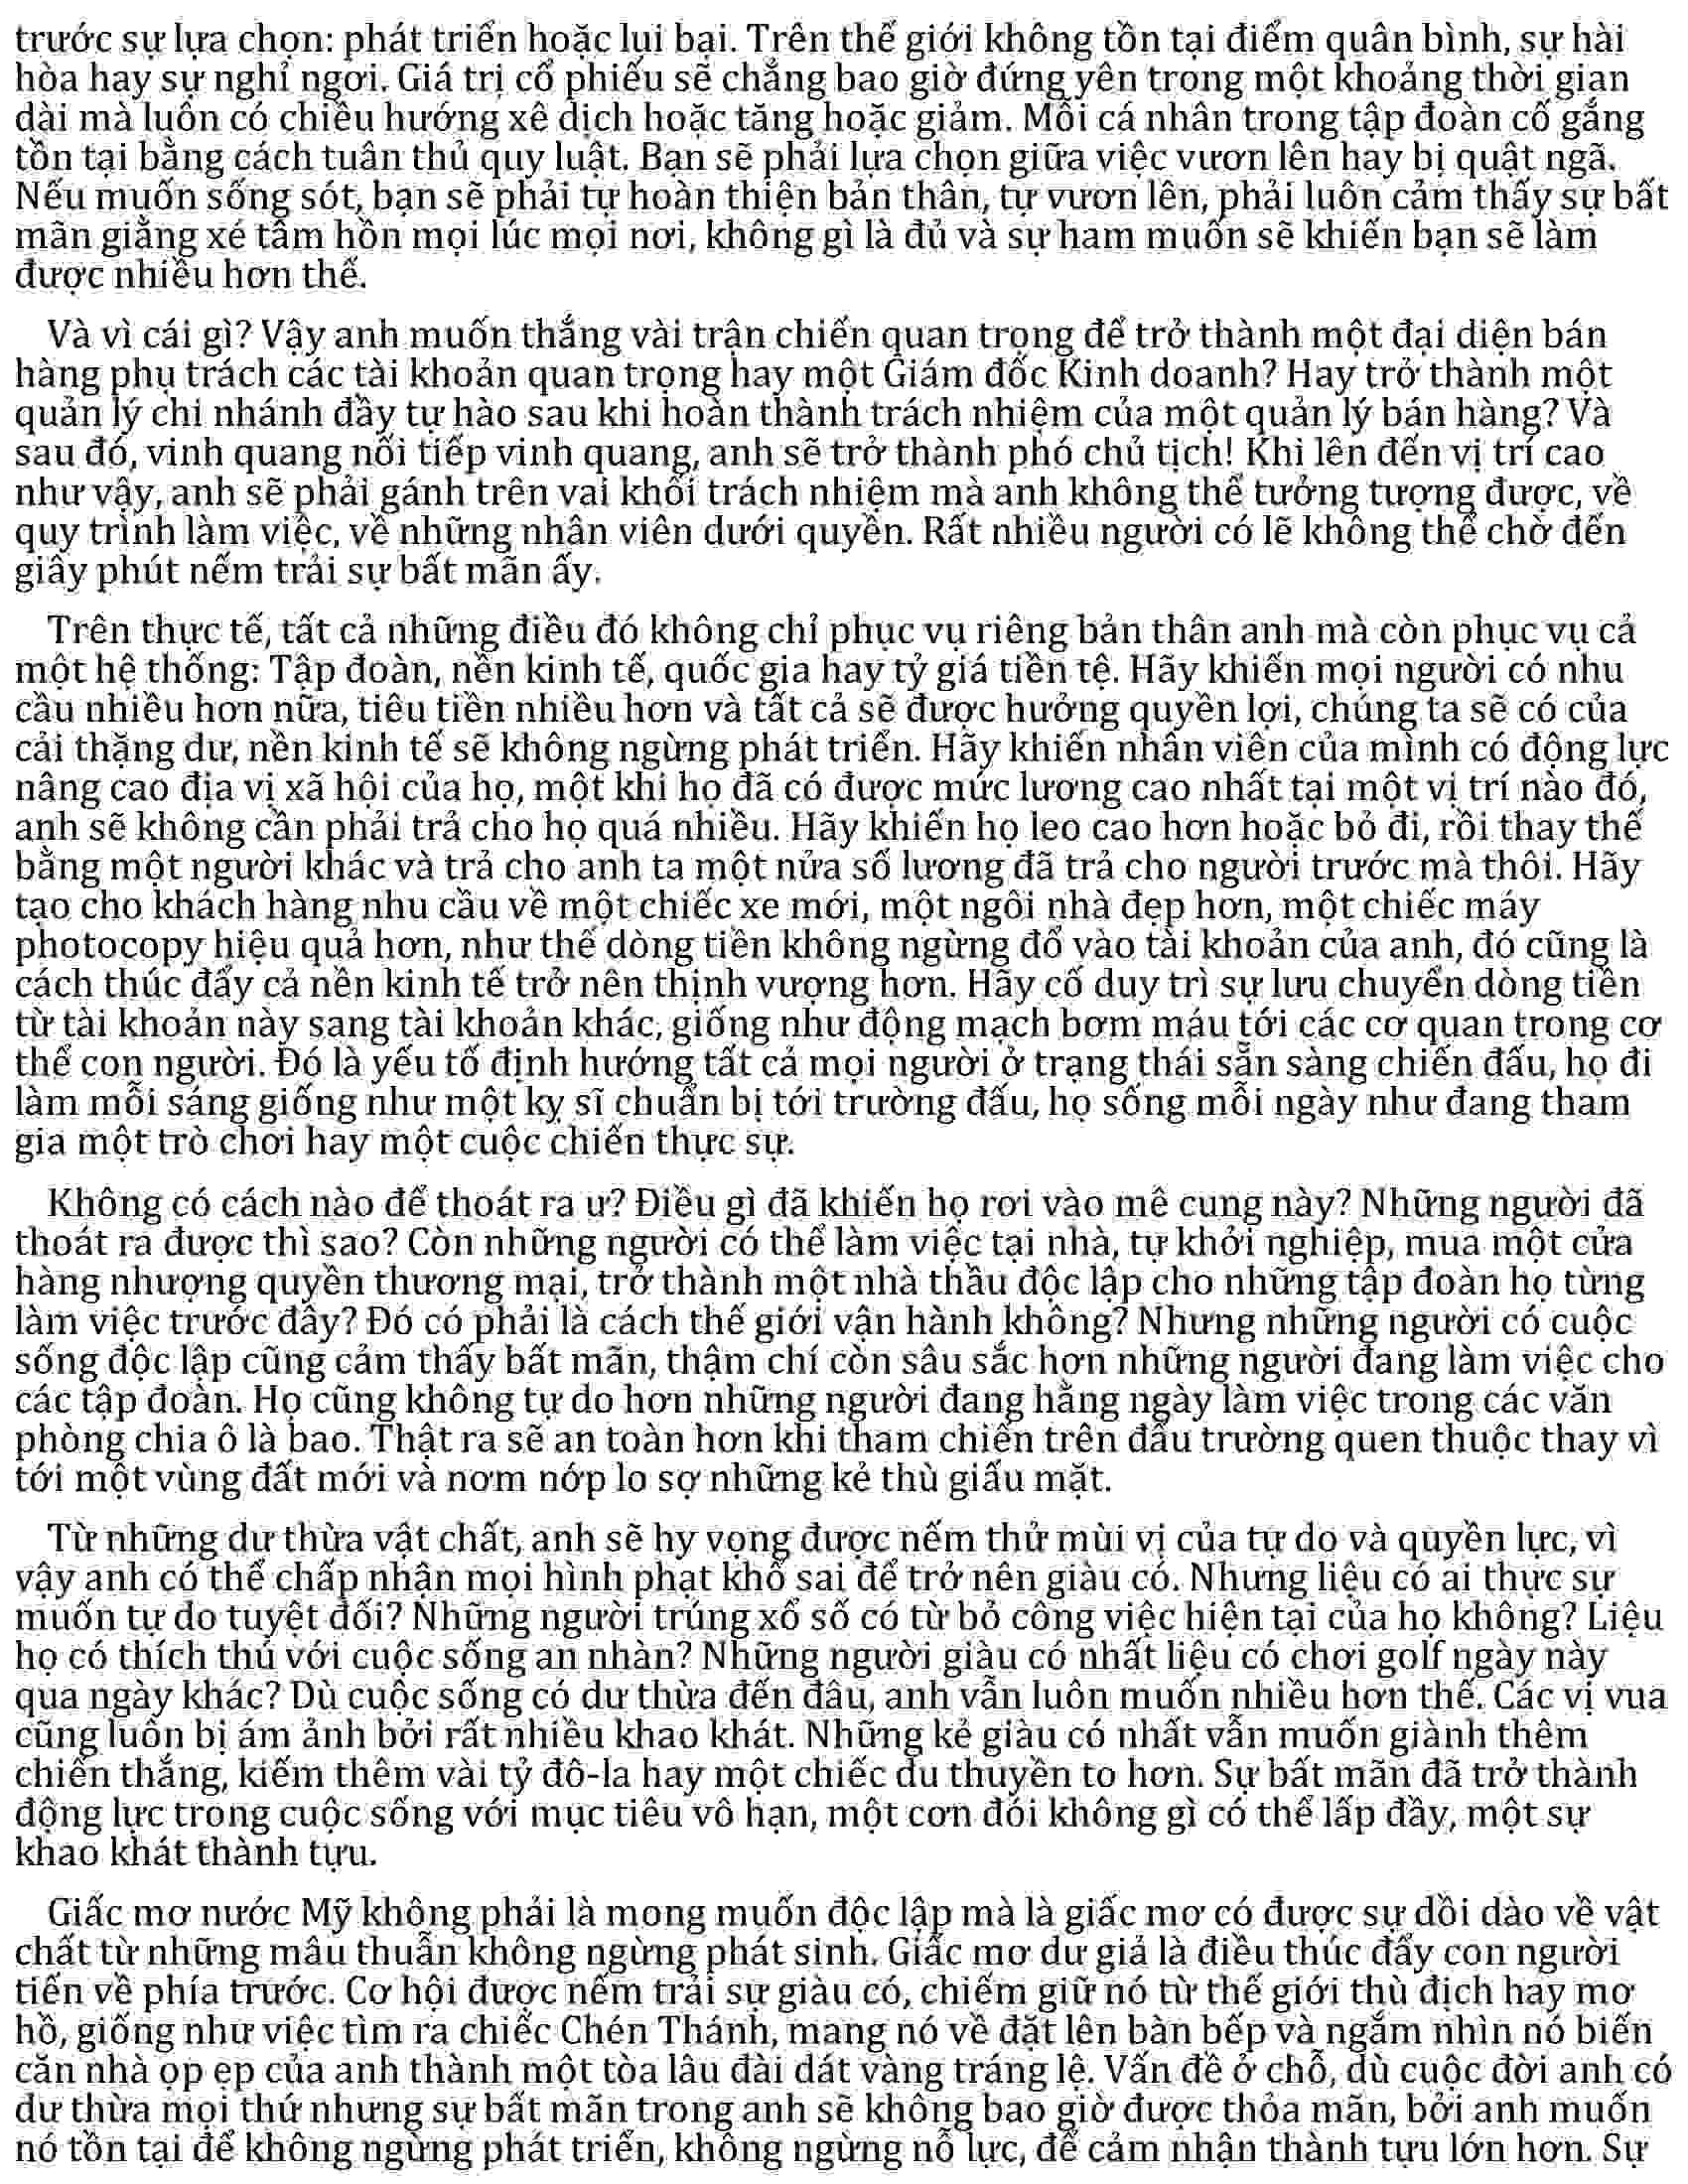 trước sự lựa chọn: phát triển hoặc lụi bại. Trên thế giới không tồn tại điểm quân bình, sự hài
hòa hay sự nghỉ ngơi. Giá trị cổ phiếu sẽ chẳng bao giờ đứng yên trong một khoảng thời gian
dài mà luôn có chiều hướng xê dịch hoặc tăng hoặc giảm. Mỗi cá nhân trong tập đoàn cố gắng
tồn tại bằng cách tuân thủ quy luật. Bạn sẽ phải lựa chọn giữa việc vươn lên hay bị quật ngã.
Nếu muốn sống sót, bạn sẽ phải tự hoàn thiện bản thân, tự vươn lên, phải luôn cảm thấy sự bất
mãn giằng xé tâm hồn mọi lúc mọi nơi, không gì là đủ và sự ham muốn sẽ khiến bạn sẽ làm
được nhiều hơn thế.
Và vì cái gì? Vậy anh muốn thắng vài trận chiến quan trọng để trở thành một đại diện bán
hàng phụ trách các tài khoản quan trọng hay một Giám đốc Kinh doanh? Hay trở thành một
quản lý chi nhánh đầy tự hào sau khi hoàn thành trách nhiệm của một quản lý bán hàng? Và
sau đó, vinh quang nối tiếp vinh quang, anh sẽ trở thành phó chủ tịch! Khi lên đến vị trí cao
như vậy, anh sẽ phải gánh trên vai khối trách nhiệm mà anh không thể tưởng tượng được, về
quy trình làm việc, về những nhân viên dưới quyền. Rất nhiều người có lẽ không thể chờ đến
giây phút nếm trải sự bất mãn ấy.
Trên thực tế, tất cả những điều đó không chỉ phục vụ riêng bản thân anh mà còn phục vụ cả
một hệ thống: Tập đoàn, nền kinh tế, quốc gia hay tỷ giá tiền tệ. Hãy khiến mọi người có nhu
cầu nhiều hơn nữa, tiêu tiền nhiều hơn và tất cả sẽ được hưởng quyền lợi, chúng ta sẽ có của
cải thặng dư, nền kinh tế sẽ không ngừng phát triển. Hãy khiến nhân viên của mình có động lực
nâng cao địa vị xã hội của họ, một khi họ đã có được mức lương cao nhất tại một vị trí nào đó,
anh sẽ không cần phải trả cho họ quá nhiều. Hãy khiến họ leo cao hơn hoặc bỏ đi, rồi thay thế
bằng một người khác và trả cho anh ta một nửa số lương đã trả cho người trước mà thôi. Hãy
tạo cho khách hàng nhu cầu về một chiếc xe mới, một ngôi nhà đẹp hơn, một chiếc máy
photocopy hiệu quả hơn, như thế dòng tiền không ngừng đổ vào tài khoản của anh, đó cũng là
cách thúc đẩy cả nền kinh tế trở nên thịnh vượng hơn. Hãy cố duy trì sự lưu chuyển dòng tiền
từ tài khoản này sang tài khoản khác, giống như động mạch bơm máu tới các cơ quan trong cơ
thể con người. Đó là yếu tố định hướng tất cả mọi người ở trạng thái sẵn sàng chiến đấu, họ đi
làm mỗi sáng giống như một kỵ sĩ chuẩn bị tới trường đấu, họ sống mỗi ngày như đang tham
gia một trò chơi hay một cuộc chiến thực sự.
Không có cách nào để thoát ra ư? Điều gì đã khiến họ rơi vào mê cung này? Những người đã
thoát ra được thì sao? Còn những người có thể làm việc tại nhà, tự khởi nghiệp, mua một cửa
hàng nhượng quyền thương mại, trở thành một nhà thầu độc lập cho những tập đoàn họ từng
làm việc trước đây? Đó có phải là cách thế giới vận hành không? Nhưng những người có cuộc
sống độc lập cũng cảm thấy bất mãn, thậm chí còn sâu sắc hơn những người đang làm việc cho
các tập đoàn. Họ cũng không tự do hơn những người đang hằng ngày làm việc trong các văn
phòng chia ô là bao. Thật ra sẽ an toàn hơn khi tham chiến trên đấu trường quen thuộc thay vì
tới một vùng đất mới và nơm nớp lo sợ những kẻ thù giấu mặt.
Từ những dư thừa vật chất, anh sẽ hy vọng được nếm thử mùi vị của tự do và quyền lực, vì
vậy anh có thể chấp nhận mọi hình phạt khổ sai để trở nên giàu có. Nhưng liệu có ai thực sự
muốn tự do tuyệt đối? Những người trúng xổ số có từ bỏ công việc hiện tại của họ không? Liệu
họ có thích thú với cuộc sống an nhàn? Những người giàu có nhất liệu có chơi golf ngày này
qua ngày khác? Dù cuộc sống có dư thừa đến đâu, anh vẫn luôn muốn nhiều hơn thế. Các vị vua
cũng luôn bị ám ảnh bởi rất nhiều khao khát. Những kẻ giàu có nhất vẫn muốn giành thêm
chiến thắng, kiếm thêm vài tỷ đô-la hay một chiếc du thuyền to hơn. Sự bất mãn đã trở thành
động lực trong cuộc sống với mục tiêu vô hạn, một cơn đói không gì có thể lấp đầy, một sự
khao khát thành tựu.
Giấc mơ nước Mỹ không phải là mong muốn độc lập mà là giấc mơ có được sự dồi dào về vật
chất từ những mâu thuẫn không ngừng phát sinh. Giấc mơ dư giả là điều thúc đẩy con người
tiến về phía trước. Cơ hội được nếm trải sự giàu có, chiếm giữ nó từ thế giới thù địch hay mơ
hồ, giống như việc tìm ra chiếc Chén Thánh, mang nó về đặt lên bàn bếp và ngắm nhìn nó biến
căn nhà ọp ẹp của anh thành một tòa lâu đài dát vàng tráng lệ. Vấn đề ở chỗ, dù cuộc đời anh có
dư thừa mọi thứ nhưng sự bất mãn trong anh sẽ không bao giờ được thỏa mãn, bởi anh muốn
nó tồn tại để không ngừng phát triển, không ngừng nỗ lực, để cảm nhận thành tựu lớn hơn. Sự